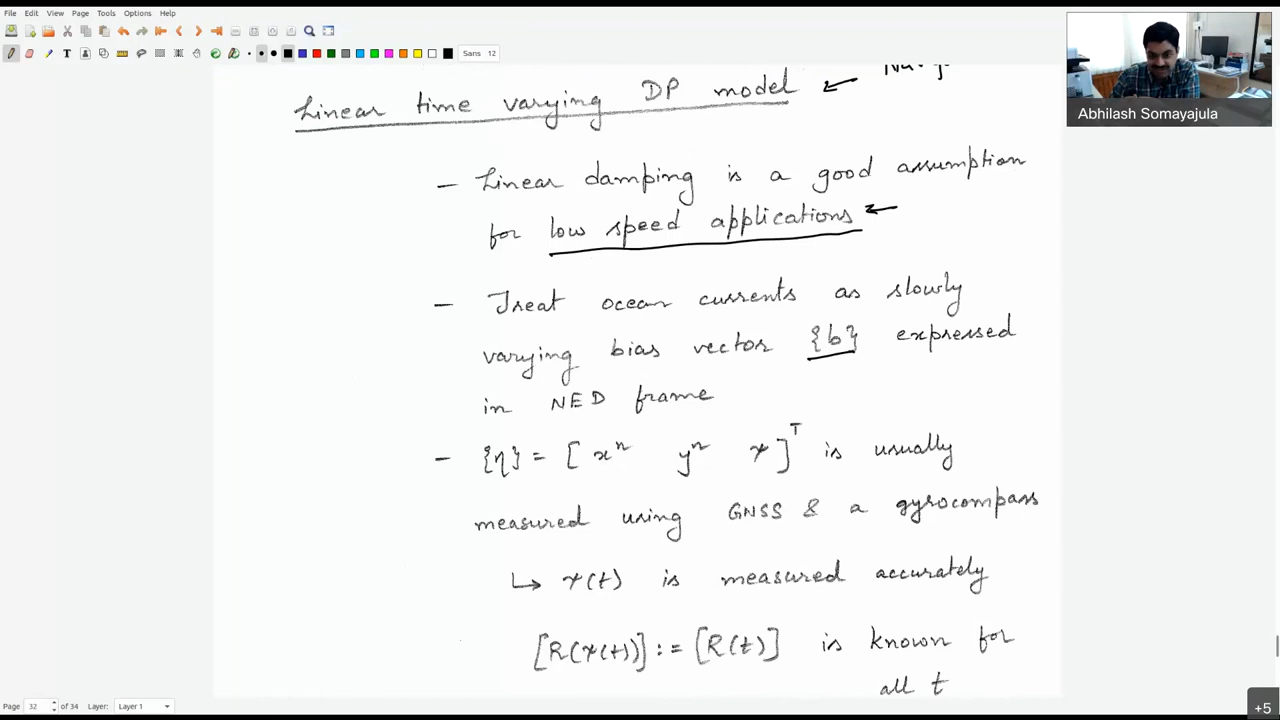 File Edit View Page Tools Options Help
Sans 12
Abhilash Somayajula
Linear time varying DP model ←
- Linear damping is a good assumption
for low speed applications ←
- Treat ocean currents as slowly
varying bias vector {b} expressed
in NED frame
- {η} = [xⁿ yⁿ ψ]ᵀ is usually
measured using GNSS & a gyrocompass
↳ ψ(t) is measured accurately
[R(ψ(t))] := [R(t)] is known for
all t
Page 32 of 34 Layer: Layer 1
+5